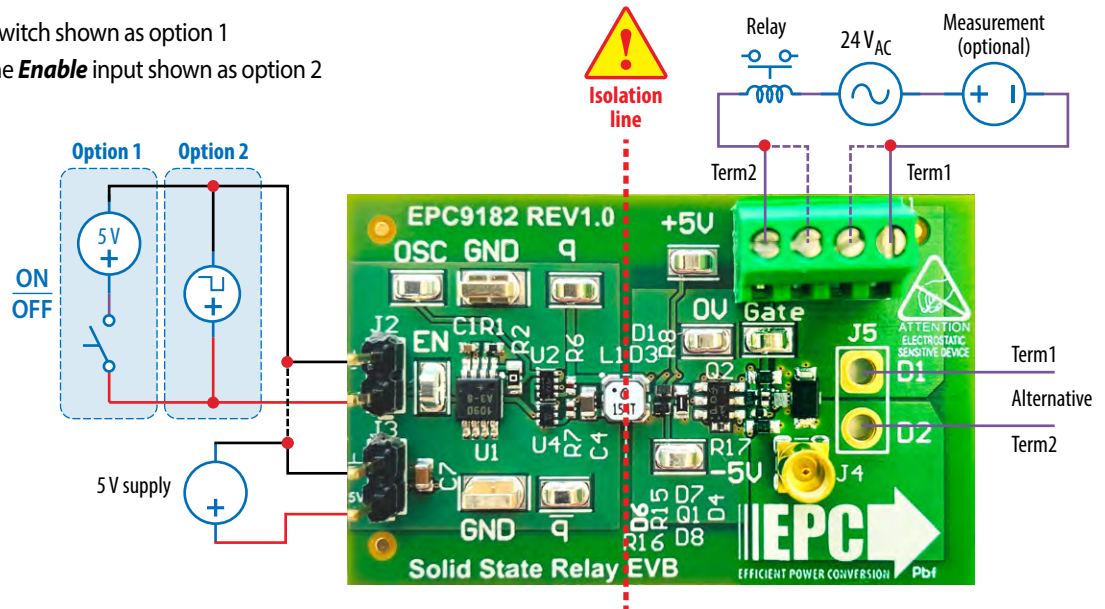 witch shown as option 1
ne Enable input shown as option 2
Isolation
line
Relay
24 VAC
Measurement
(optional)
Term2
Term1
Option 1
Option 2
5 V
ON
OFF
5 V supply
EPC9182 REV1.0
OSC
GND
q
+5V
J2
EN
C1
R1
R2
U2
R6
L1
D1
D3
R8
0V
Gate
Q2
J5
D1
D2
ATTENTION
ELECTROSTATIC
SENSITIVE DEVICE
Term1
Alternative
Term2
U1
U4
R7
C4
R17
-5V
J4
J3
5V
C7
GND
q
D6
R15
D7
Q1
D4
R16
D8
EPC
EFFICIENT POWER CONVERSION
Pbf
Solid State Relay EVB